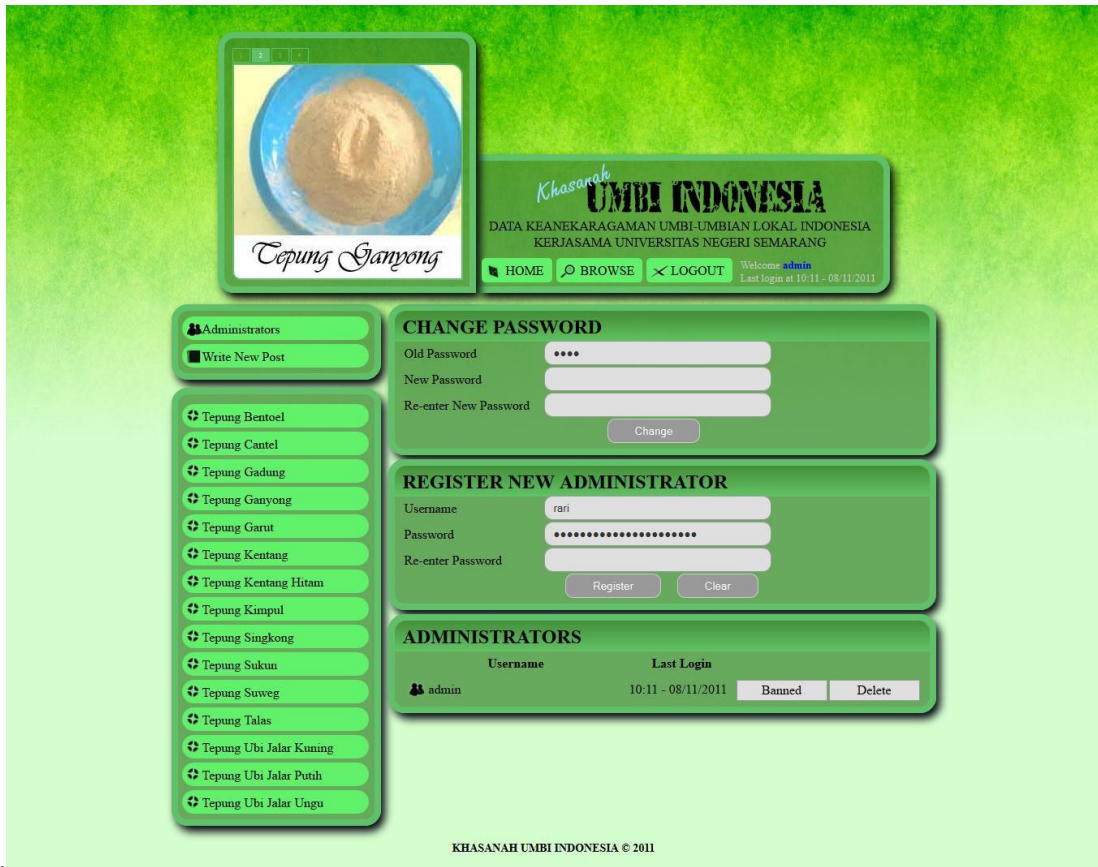 1 2 3 4
Tepung Ganyong
Khasanah
UMBI INDONESIA
DATA KEANEKARAGAMAN UMBI-UMBIAN LOKAL INDONESIA
KERJASAMA UNIVERSITAS NEGERI SEMARANG
HOME BROWSE LOGOUT
Welcome admin
Last login at 10:11 - 08/11/2011
Administrators
Write New Post
Tepung Bentoel
Tepung Cantel
Tepung Gadung
Tepung Ganyong
Tepung Garut
Tepung Kentang
Tepung Kentang Hitam
Tepung Kimpul
Tepung Singkong
Tepung Sukun
Tepung Suweg
Tepung Talas
Tepung Ubi Jalar Kuning
Tepung Ubi Jalar Putih
Tepung Ubi Jalar Ungu
CHANGE PASSWORD
Old Password ••••
New Password
Re-enter New Password
Change
REGISTER NEW ADMINISTRATOR
Username rari
Password ••••••••••••••••••••••
Re-enter Password
Register Clear
ADMINISTRATORS
Username Last Login
admin 10:11 - 08/11/2011 Banned Delete
KHASANAH UMBI INDONESIA © 2011